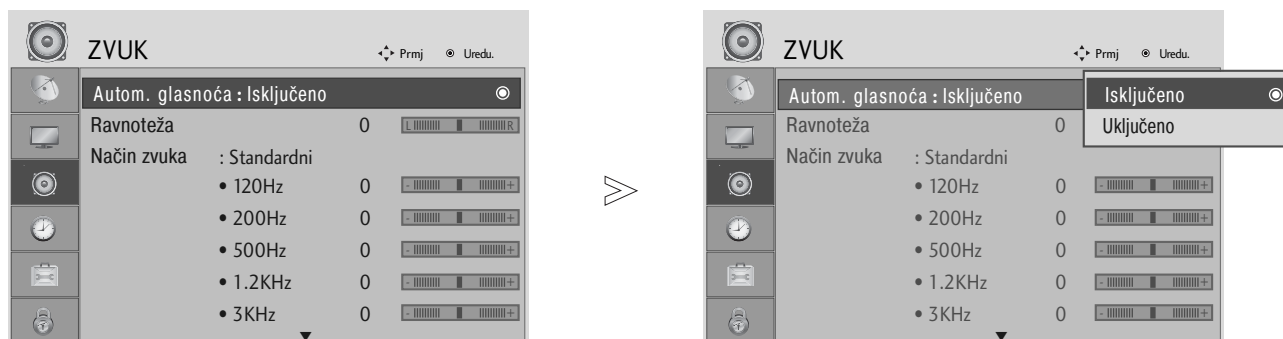 ZVUK
Prmj Uredu.
Autom. glasnoća : Isključeno
Ravnoteža 0 L R
Način zvuka : Standardni
• 120Hz 0 - +
• 200Hz 0 - +
• 500Hz 0 - +
• 1.2KHz 0 - +
• 3KHz 0 - +
ZVUK
Prmj Uredu.
Autom. glasnoća : Isključeno
Isključeno
Uključeno
Ravnoteža 0
Način zvuka : Standardni
• 120Hz 0 - +
• 200Hz 0 - +
• 500Hz 0 - +
• 1.2KHz 0 - +
• 3KHz 0 - +